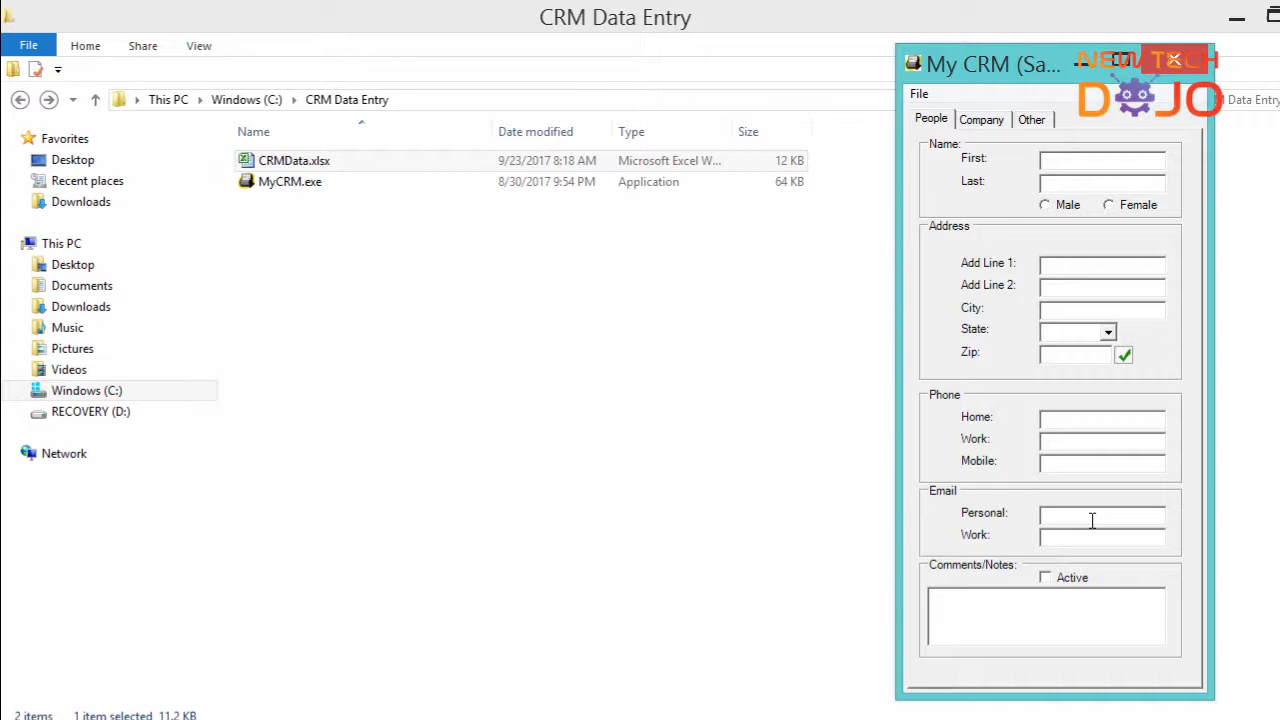 CRM Data Entry
File Home Share View
This PC Windows (C:) CRM Data Entry
Data Entry
Name Date modified Type Size
CRMData.xlsx 9/23/2017 8:18 AM Microsoft Excel W... 12 KB
MyCRM.exe 8/30/2017 9:54 PM Application 64 KB
Favorites
Desktop
Recent places
Downloads
This PC
Desktop
Documents
Downloads
Music
Pictures
Videos
Windows (C:)
RECOVERY (D:)
Network
2 items 1 item selected 11.2 KB
My CRM (Sa...
NEW TECH
DOJO
File
People Company Other
Name:
First:
Last:
Male Female
Address
Add Line 1:
Add Line 2:
City:
State:
Zip:
Phone
Home:
Work:
Mobile:
Email
Personal:
Work:
Comments/Notes:
Active